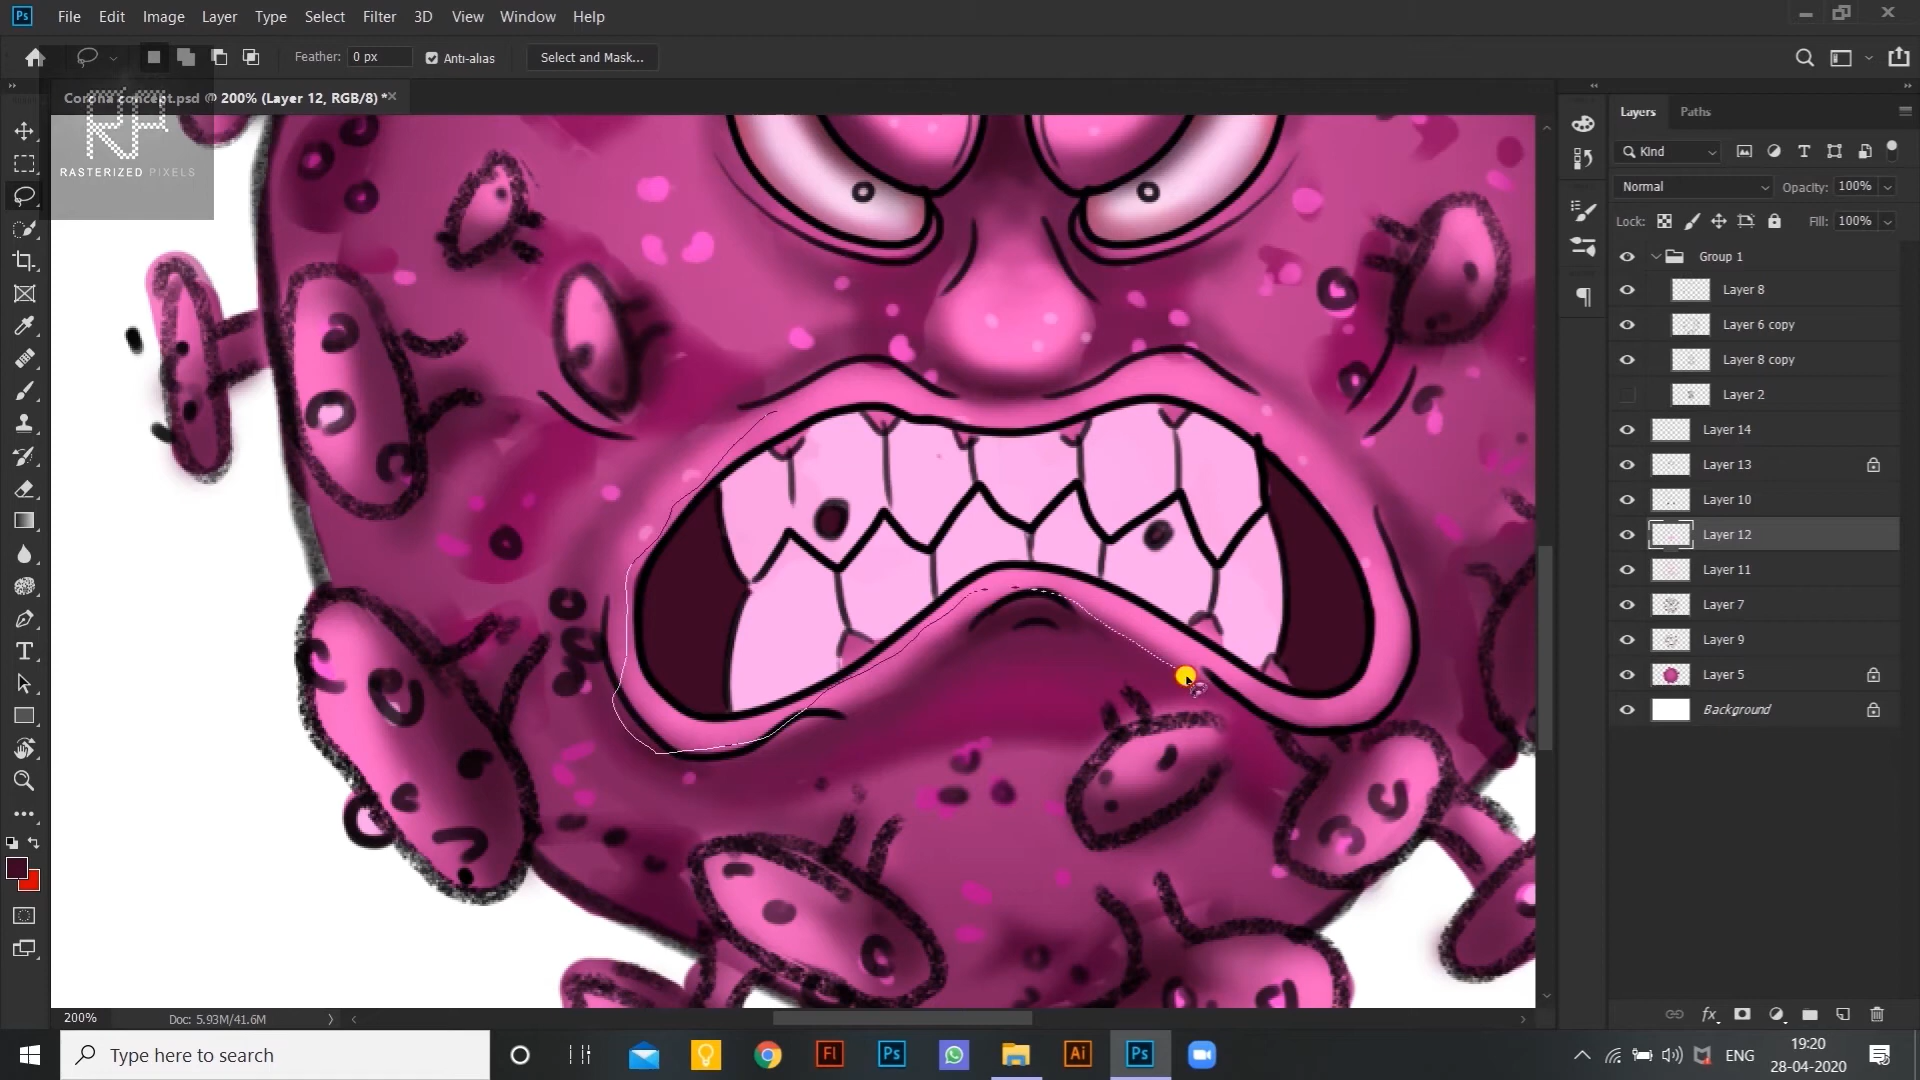 File Edit Image Layer Type Select Filter 3D View Window Help
Feather: 0 px Anti-alias Select and Mask...
Corona concept.psd @ 200% (Layer 12, RGB/8) *
RASTERIZED PIXELS
Layers Paths
Kind
Normal Opacity: 100%
Lock: Fill: 100%
Group 1
Layer 8
Layer 6 copy
Layer 8 copy
Layer 2
Layer 14
Layer 13
Layer 10
Layer 12
Layer 11
Layer 7
Layer 9
Layer 5
Background
200% Doc: 5.93M/41.6M
Type here to search
Fl Ps Ai Ps
ENG
19:20
28-04-2020